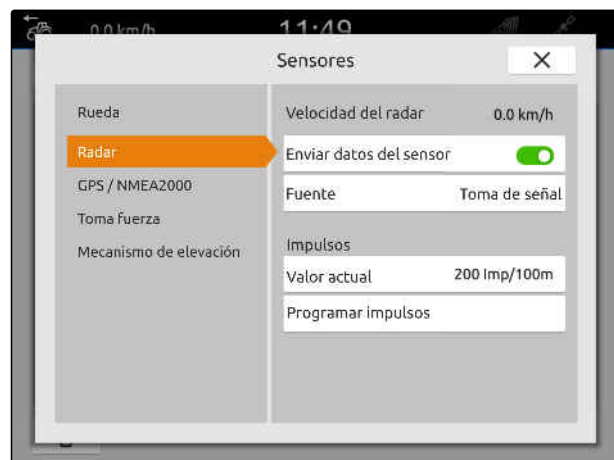 0.0 km/h 11:49
Sensores
Rueda
Radar
GPS / NMEA2000
Toma fuerza
Mecanismo de elevación
Velocidad del radar 0.0 km/h
Enviar datos del sensor
Fuente Toma de señal
Impulsos
Valor actual 200 Imp/100m
Programar impulsos